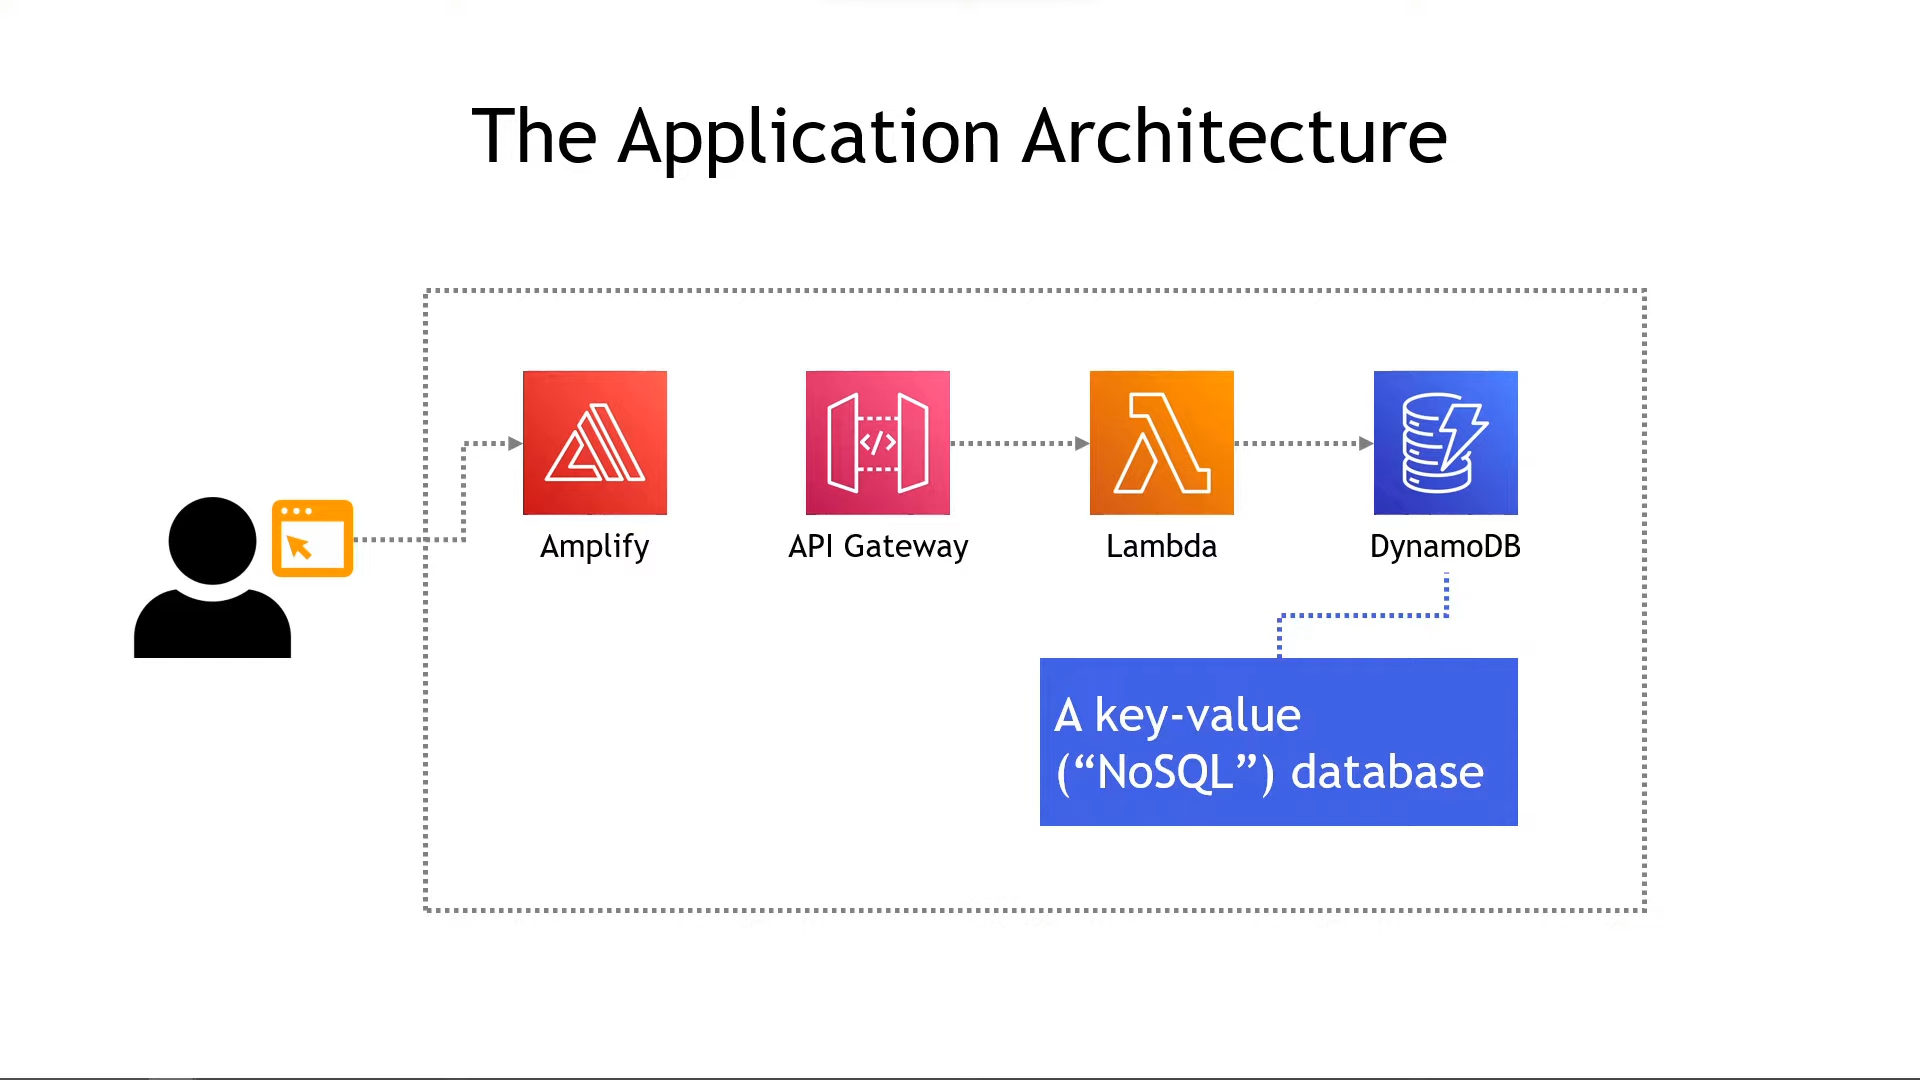 The Application Architecture
Amplify
API Gateway
Lambda
DynamoDB
A key-value
(“NoSQL”) database